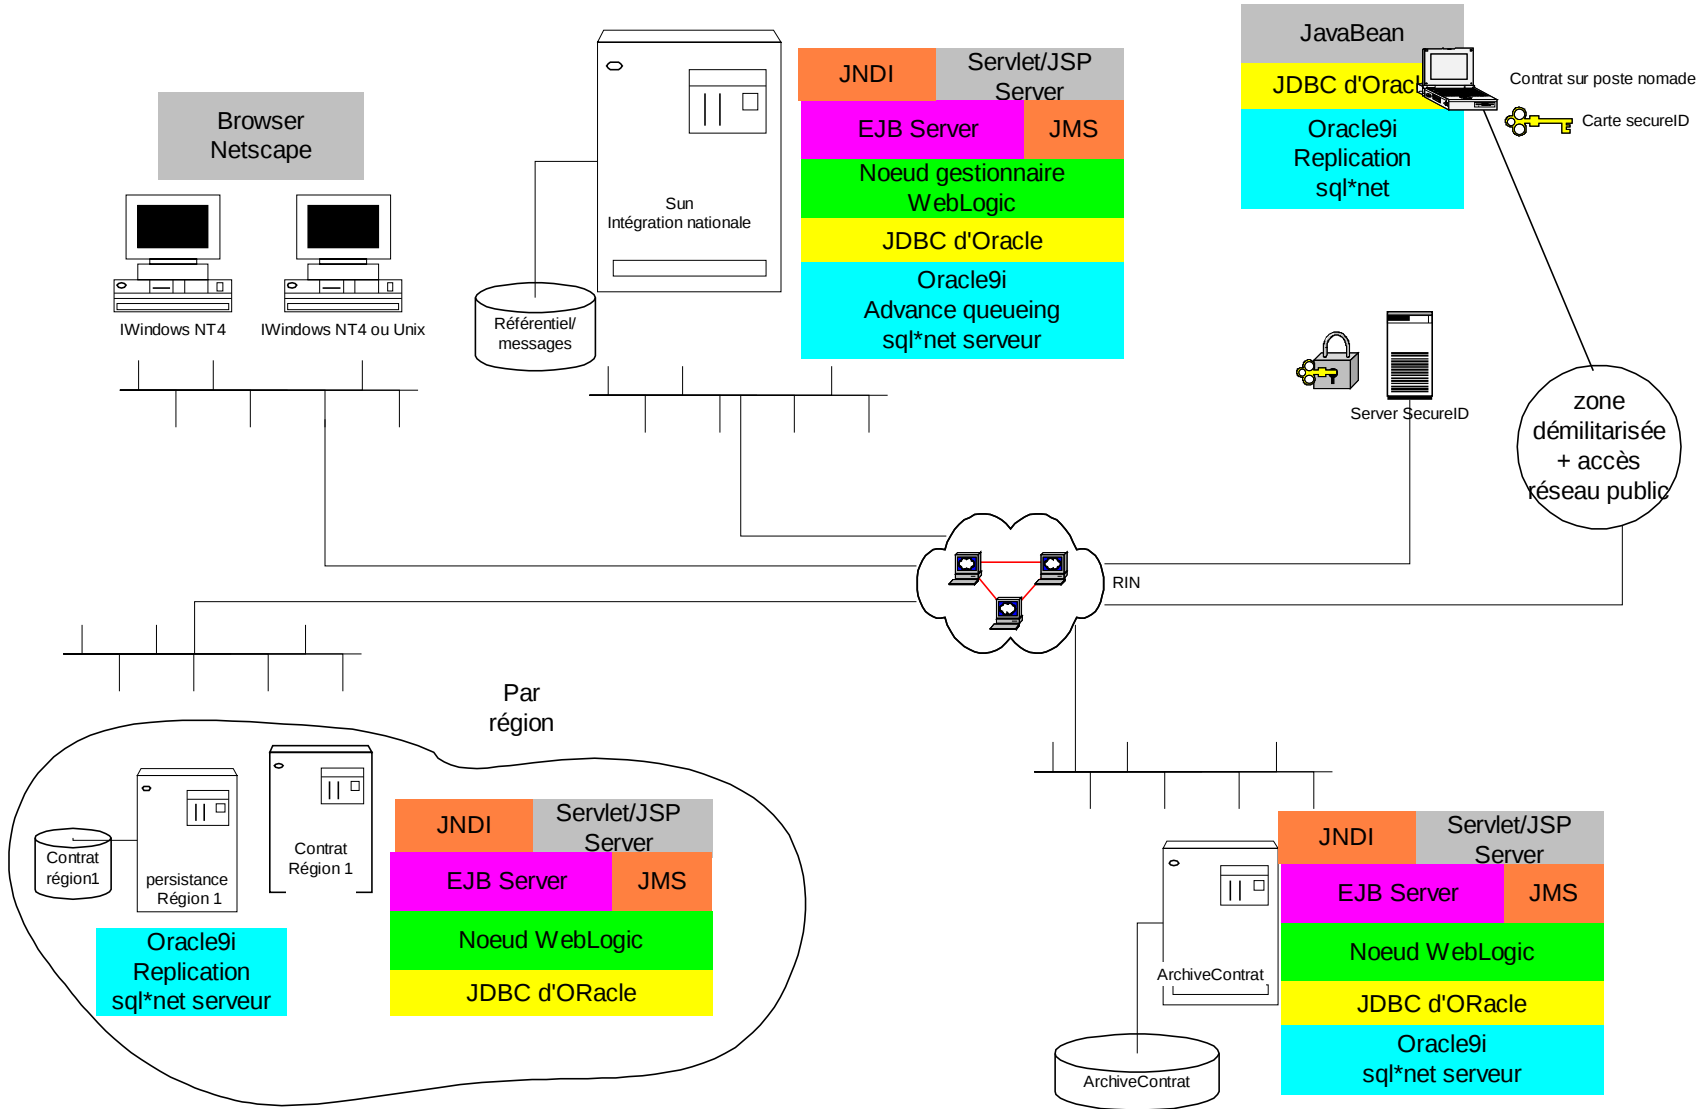 Browser
Netscape
IWindows NT4
IWindows NT4 ou Unix
Sun
Intégration nationale
Référentiel/
messages
JNDI
Servlet/JSP
Server
EJB Server
JMS
Noeud gestionnaire
WebLogic
JDBC d'Oracle
Oracle9i
Advance queueing
sql*net serveur
JavaBean
JDBC d'Orac
Oracle9i
Replication
sql*net
Contrat sur poste nomade
Carte secureID
Server SecureID
zone
démilitarisée
+ accès
réseau public
RIN
Par
région
Contrat
région1
persistance
Région 1
Contrat
Région 1
Oracle9i
Replication
sql*net serveur
JNDI
Servlet/JSP
Server
EJB Server
JMS
Noeud WebLogic
JDBC d'ORacle
ArchiveContrat
ArchiveContrat
JNDI
Servlet/JSP
Server
EJB Server
JMS
Noeud WebLogic
JDBC d'ORacle
Oracle9i
sql*net serveur